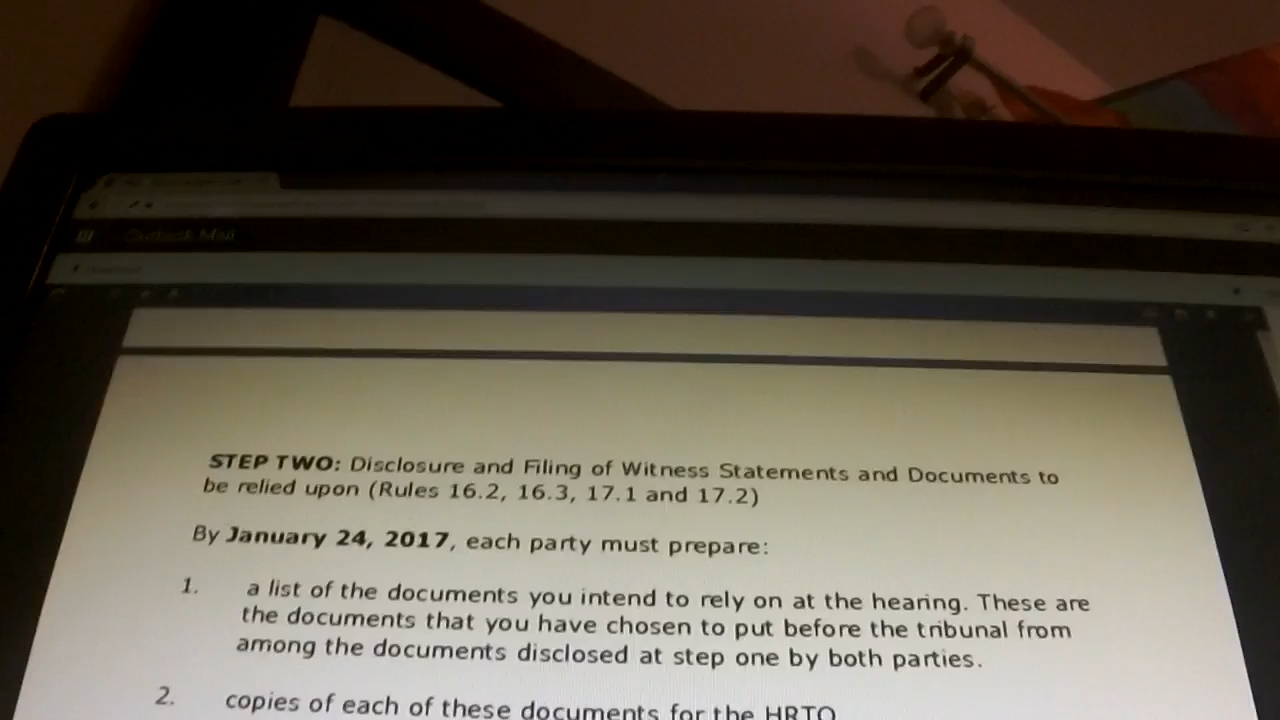 Outlook Mail
STEP TWO: Disclosure and Filing of Witness Statements and Documents to
be relied upon (Rules 16.2, 16.3, 17.1 and 17.2)
By January 24, 2017, each party must prepare:
1. a list of the documents you intend to rely on at the hearing. These are
the documents that you have chosen to put before the tribunal from
among the documents disclosed at step one by both parties.
2. copies of each of these documents for the HRTO